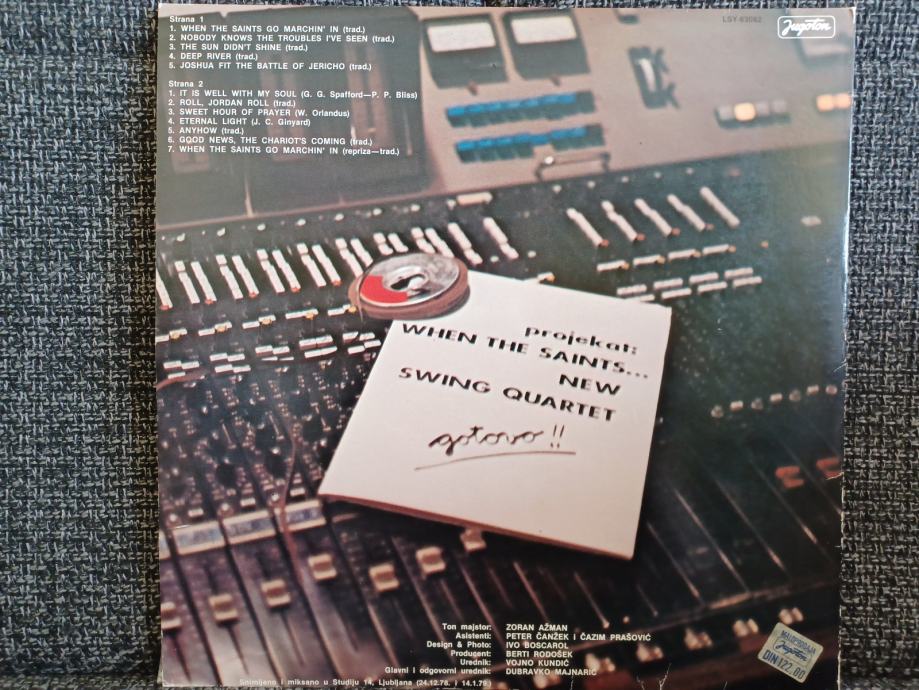 Strana 1
1. WHEN THE SAINTS GO MARCHIN' IN (trad.)
2. NOBODY KNOWS THE TROUBLES I'VE SEEN (trad.)
3. THE SUN DIDN'T SHINE (trad.)
4. DEEP RIVER (trad.)
5. JOSHUA FIT THE BATTLE OF JERICHO (trad.)
Strana 2
1. IT IS WELL WITH MY SOUL (G. G. Spafford—P. P. Bliss)
2. ROLL, JORDAN ROLL (trad.)
3. SWEET HOUR OF PRAYER (W. Orlandus)
4. ETERNAL LIGHT (J. C. Ginyard)
5. ANYHOW (trad.)
6. GOOD NEWS, THE CHARIOT'S COMING (trad.)
7. WHEN THE SAINTS GO MARCHIN' IN (repriza—trad.)
LSY-63062
Jugoton
projekat:
WHEN THE SAINTS...
NEW
SWING QUARTET
gotovo!!
Ton majstor: ZORAN AŽMAN
Asistenti: PETER ČANŽEK I ČAZIM PRAŠOVIĆ
Design & Photo: IVO BOSCAROL
Producent: BERTI RODOŠEK
Urednik: VOJNO KUNDIĆ
Glavni i odgovorni urednik: DUBRAVKO MAJNARIĆ
Snimljeno i miksano u Studiju 14, Ljubljana (24.12.78. i 14.1.79.)
MALOPRODAJA
Jugoton
DIN 122.80